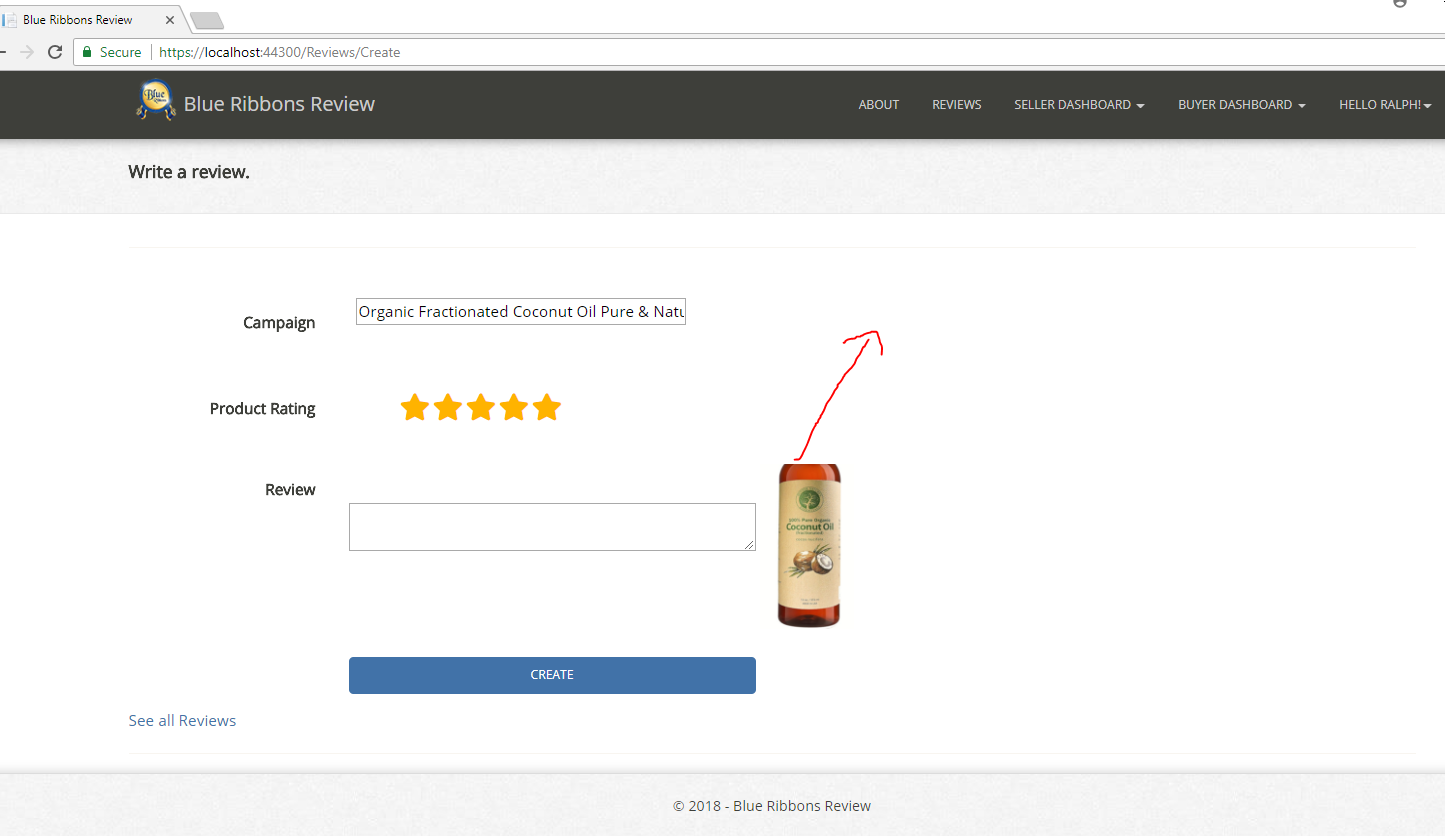 Blue Ribbons Review
Secure https://localhost:44300/Reviews/Create
Blue Ribbons Review
ABOUT REVIEWS SELLER DASHBOARD BUYER DASHBOARD HELLO RALPH!
Write a review.
Campaign Organic Fractionated Coconut Oil Pure & Natu
Product Rating
Review
100% Pure Organic
Coconut Oil
CREATE
See all Reviews
© 2018 - Blue Ribbons Review